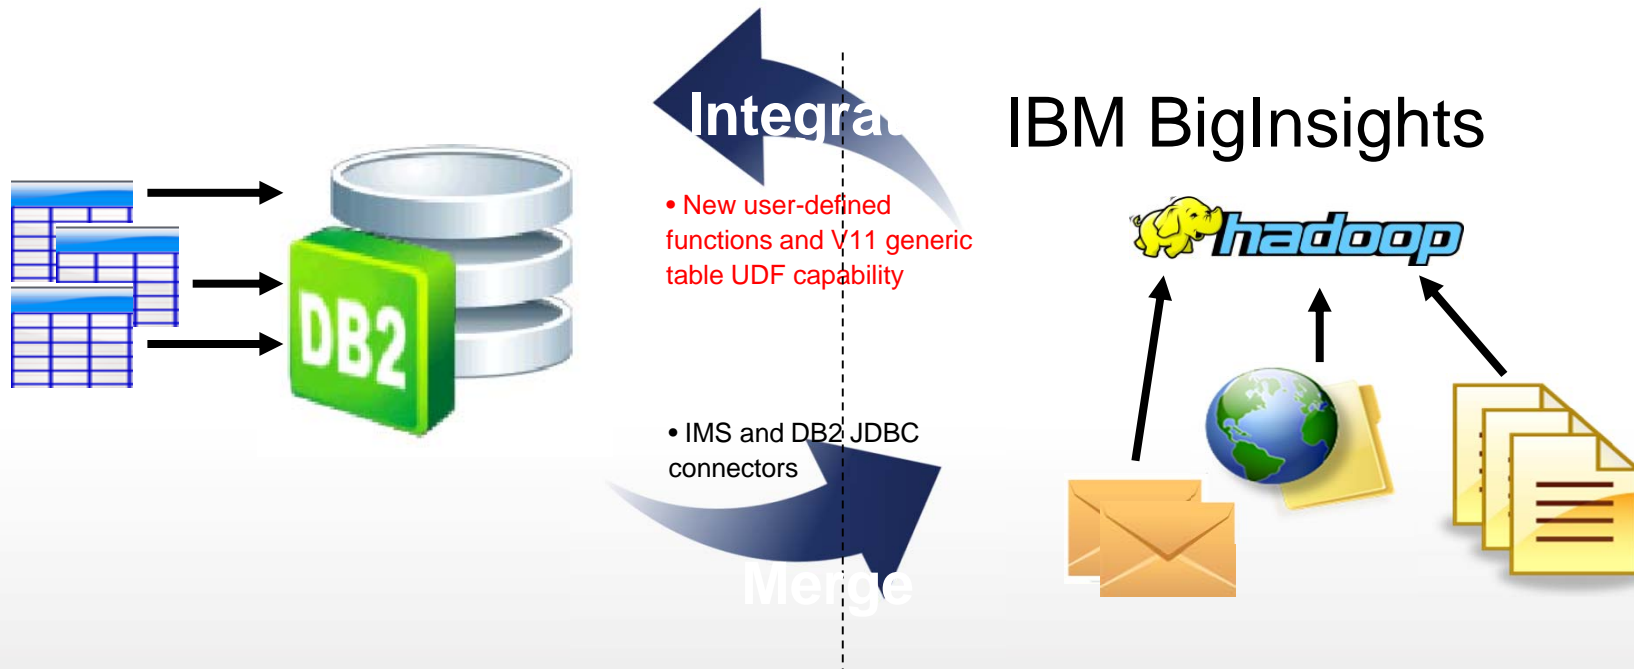 Integrat
IBM BigInsights
• New user-defined
functions and V11 generic
table UDF capability
hadoop
DB2
• IMS and DB2 JDBC
connectors
Merge